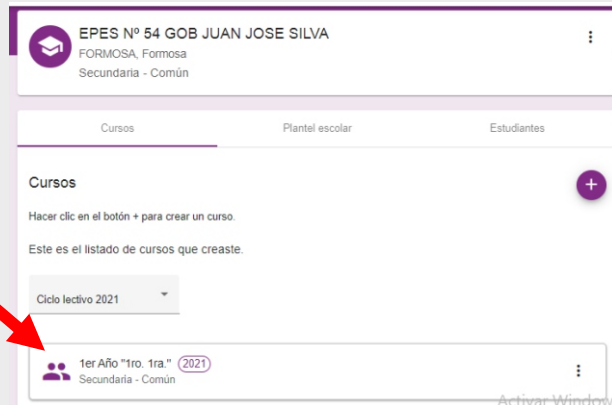 EPES Nº 54 GOB JUAN JOSE SILVA
FORMOSA, Formosa
Secundaria - Común
Cursos Plantel escolar Estudiantes
Cursos
+
Hacer clic en el botón + para crear un curso.
Este es el listado de cursos que creaste.
Ciclo lectivo 2021
1er Año "1ro. 1ra." 2021
Secundaria - Común
Activar Window